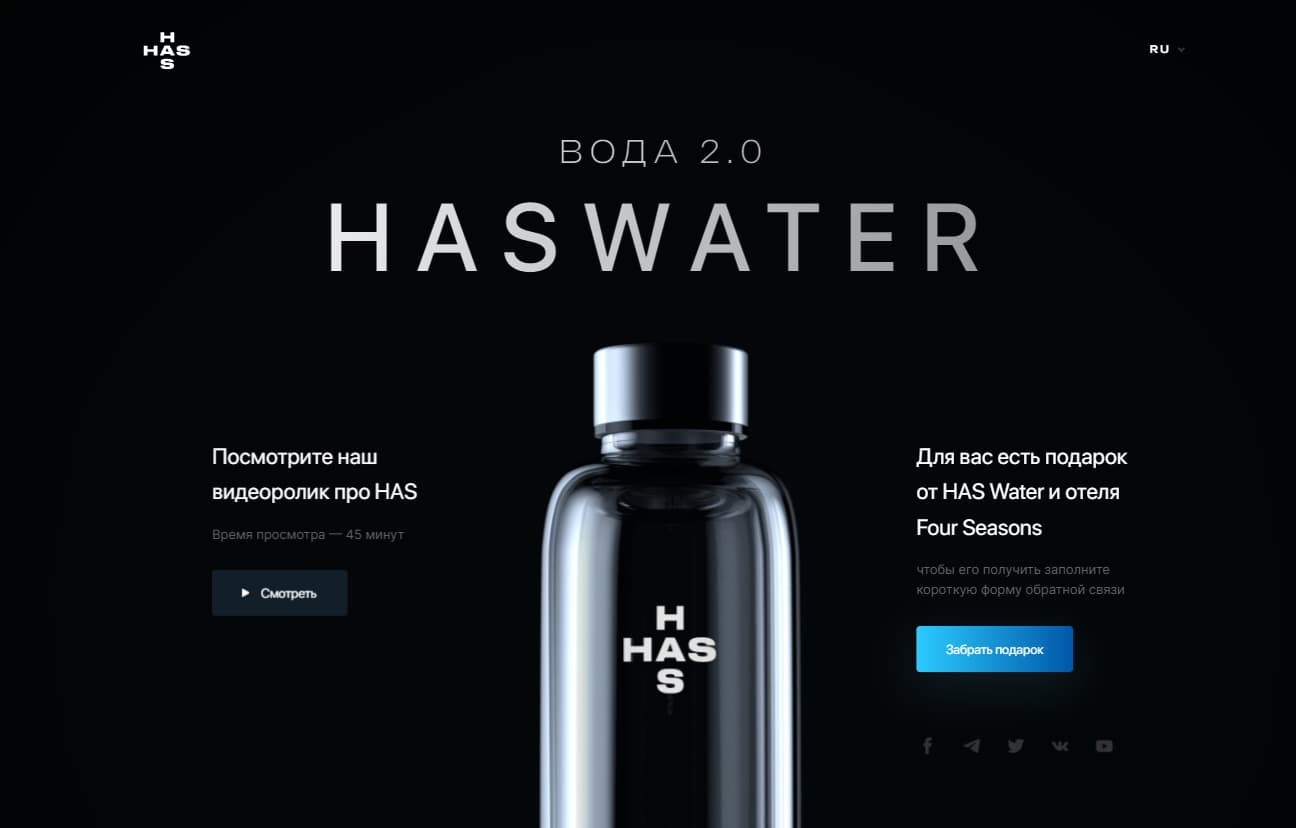 H
HAS
S
RU
ВОДА 2.0
HASWATER
Посмотрите наш
видеоролик про HAS
Время просмотра — 45 минут
Смотреть
H
HAS
S
Для вас есть подарок
от HAS Water и отеля
Four Seasons
чтобы его получить заполните
короткую форму обратной связи
Забрать подарок